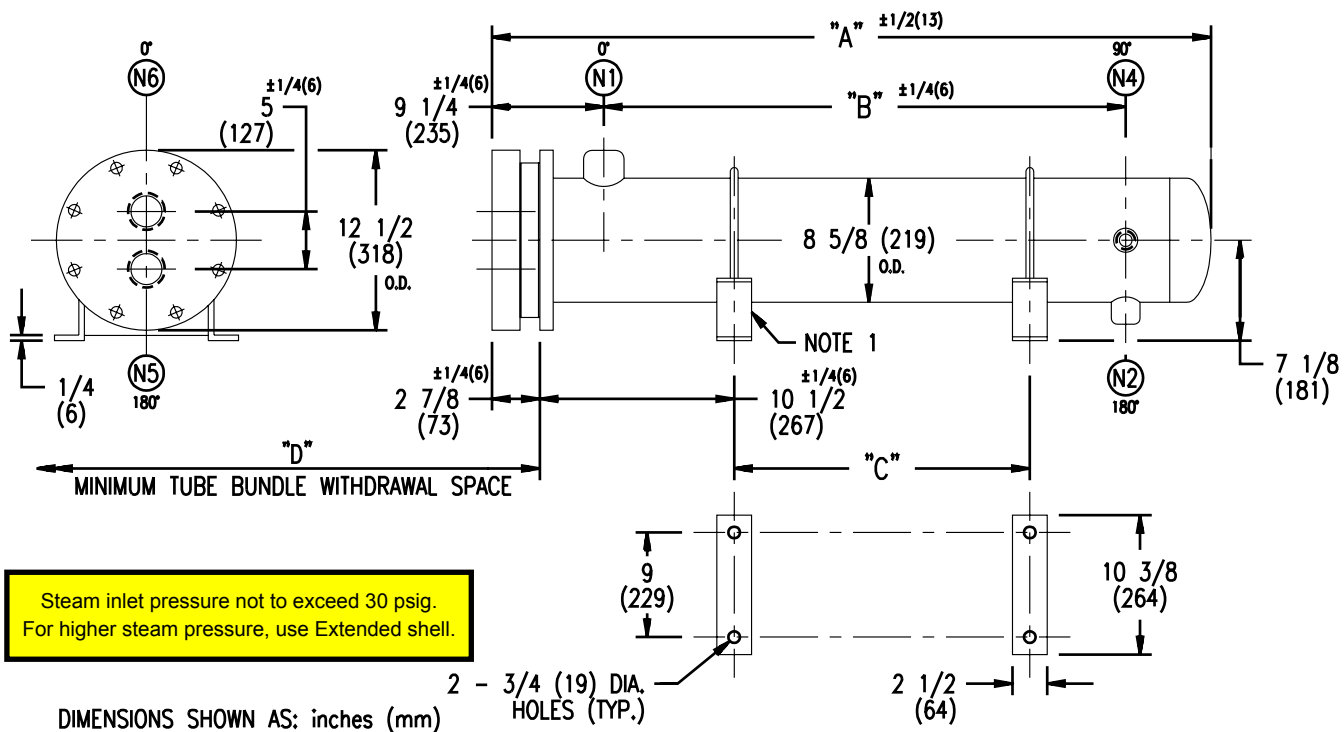 "A" ±1/2(13)
0°
N6
0°
N1
90°
N4
±1/4(6)
5
(127)
±1/4(6)
9 1/4
(235)
"B" ±1/4(6)
12 1/2
(318)
O.D.
8 5/8 (219)
O.D.
NOTE 1
1/4
(6)
N5
180°
±1/4(6)
2 7/8
(73)
±1/4(6)
10 1/2
(267)
N2
180°
7 1/8
(181)
"D"
MINIMUM TUBE BUNDLE WITHDRAWAL SPACE
"C"
9
(229)
10 3/8
(264)
Steam inlet pressure not to exceed 30 psig.
For higher steam pressure, use Extended shell.
2 - 3/4 (19) DIA.
HOLES (TYP.)
2 1/2
(64)
DIMENSIONS SHOWN AS: inches (mm)